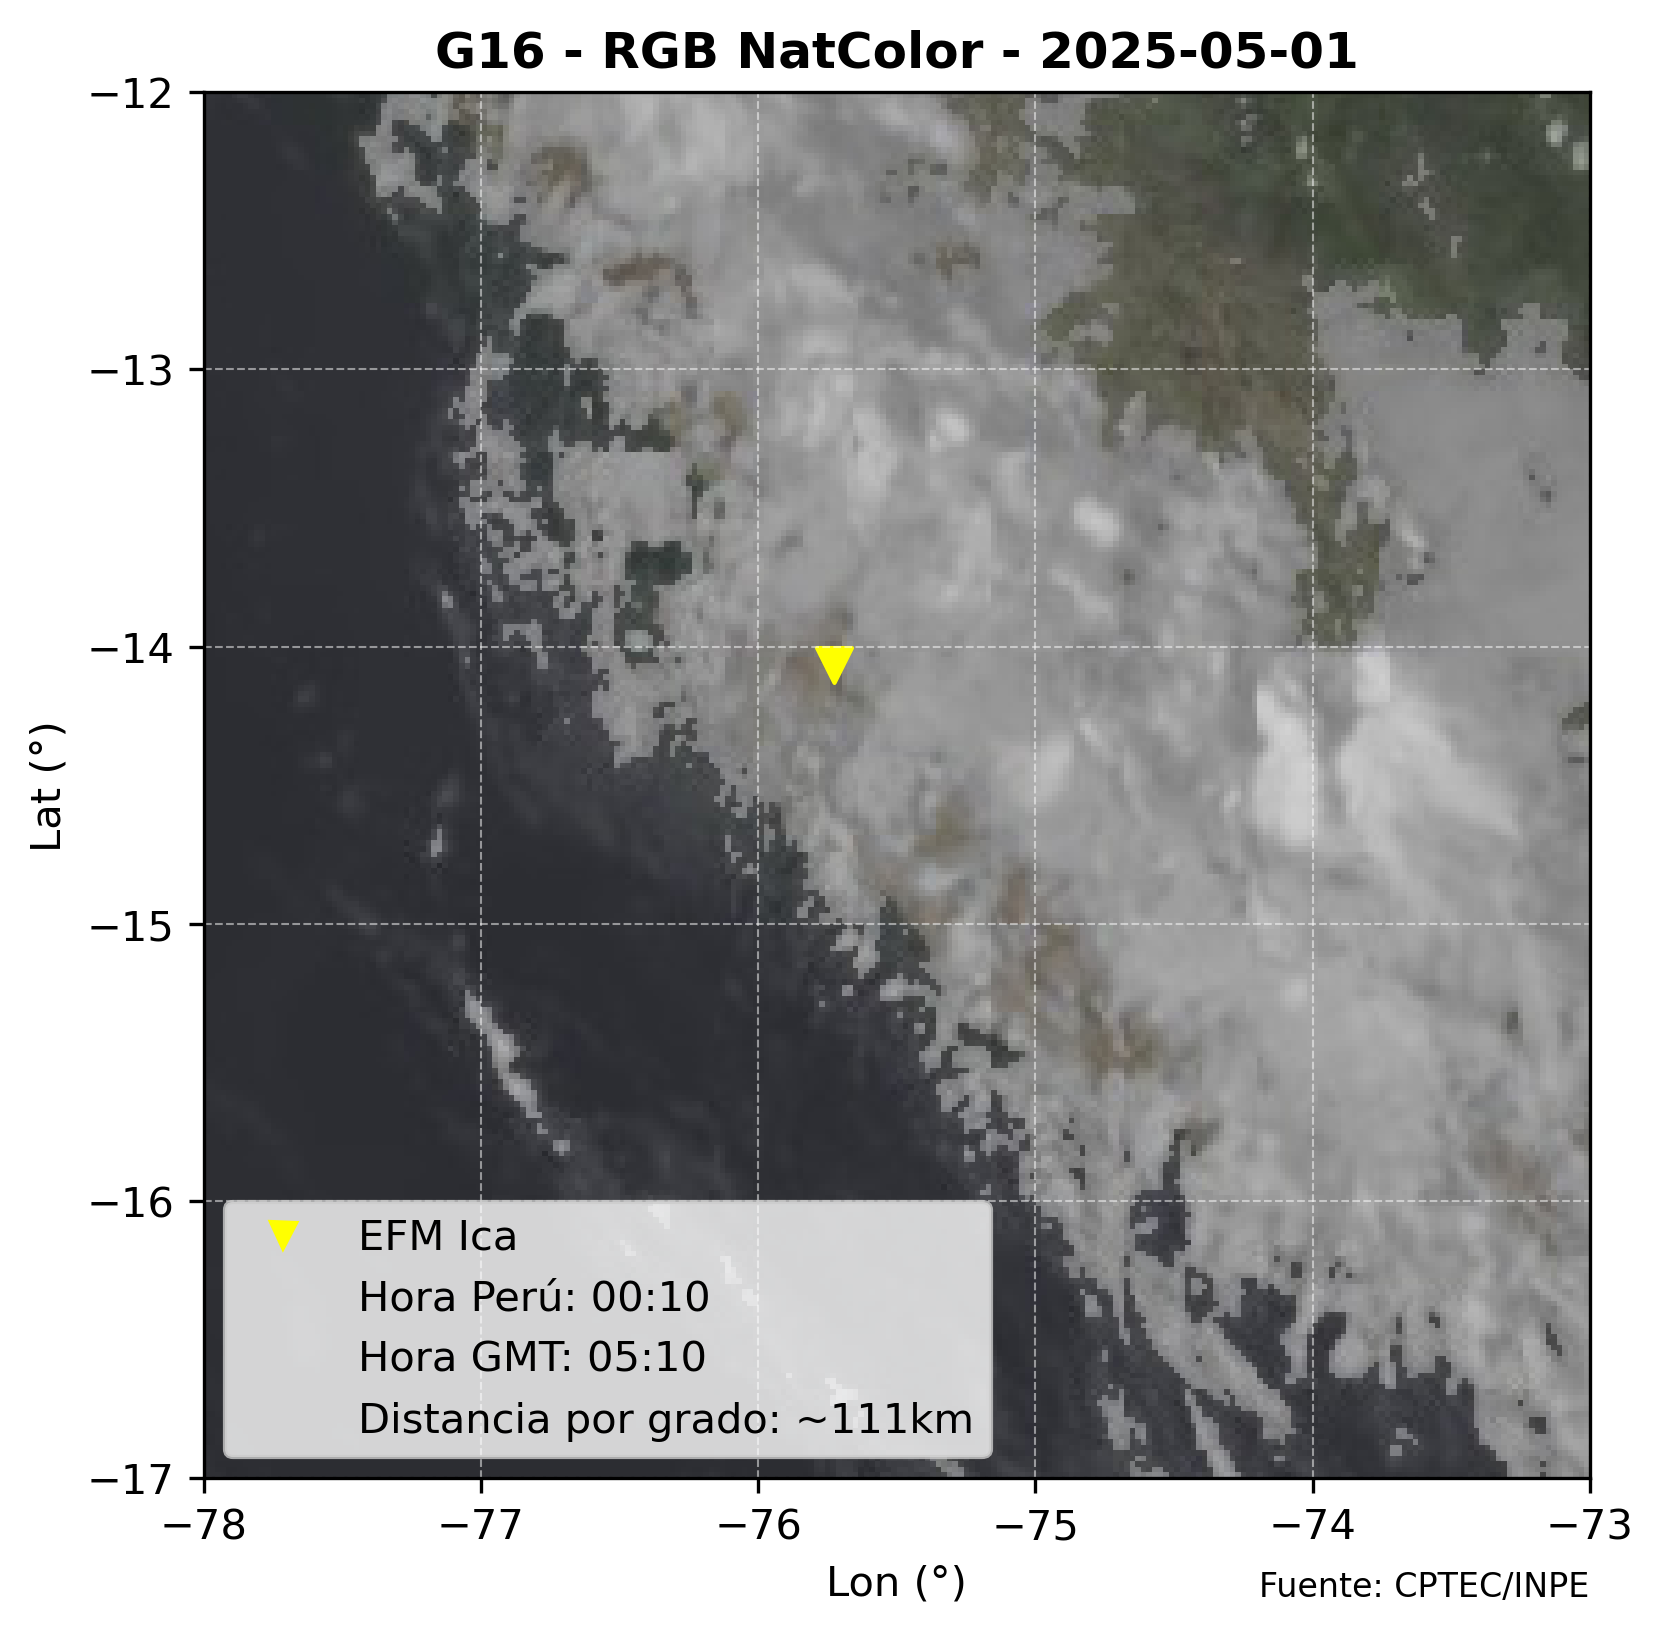 G16 - RGB NatColor - 2025-05-01
−12
−13
−14
−15
−16
−17
Lat (°)
EFM Ica
Hora Perú: 00:10
Hora GMT: 05:10
Distancia por grado: ~111km
−78 −77 −76 −75 −74 −73
Lon (°)
Fuente: CPTEC/INPE